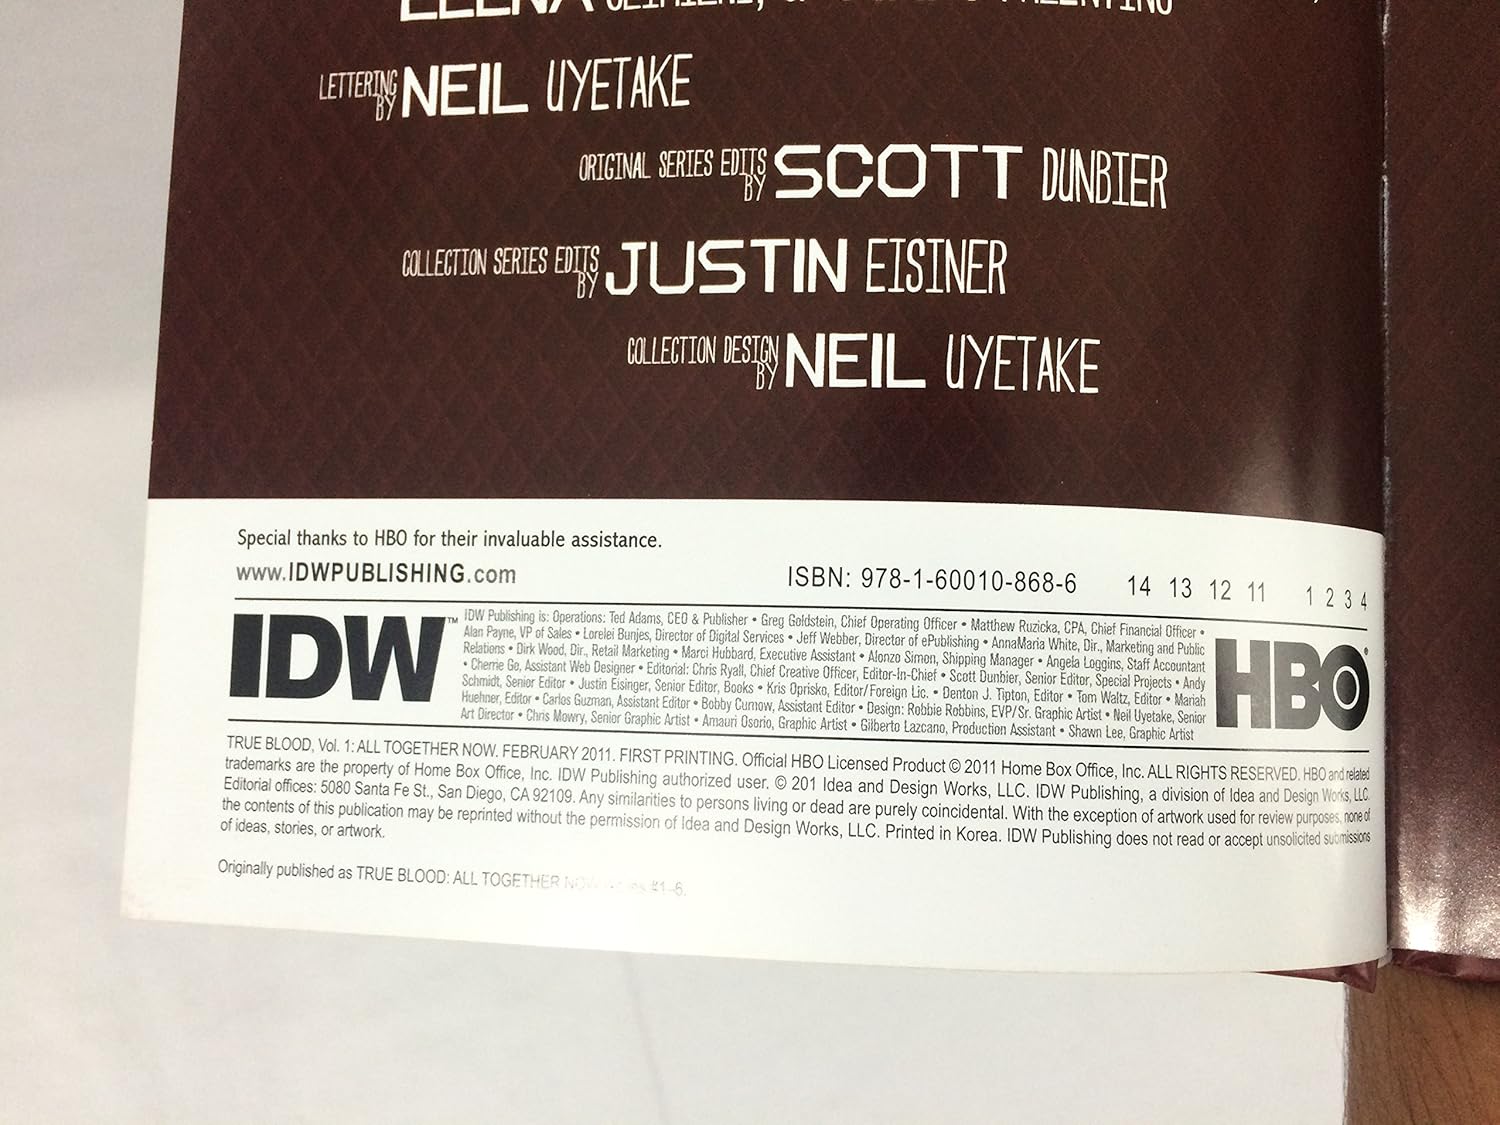 ELENA
LETTERING BY NEIL UYETAKE
ORIGINAL SERIES EDITS BY SCOTT DUNBIER
COLLECTION SERIES EDITS BY JUSTIN EISINER
COLLECTION DESIGN BY NEIL UYETAKE
Special thanks to HBO for their invaluable assistance.
www.IDWPUBLISHING.com
ISBN: 978-1-60010-868-6 14 13 12 11 1 2 3 4
IDW™
IDW Publishing is: Operations: Ted Adams, CEO & Publisher • Greg Goldstein, Chief Operating Officer • Matthew Ruzicka, CPA, Chief Financial Officer •
Alan Payne, VP of Sales • Lorelei Bunjes, Director of Digital Services • Jeff Webber, Director of ePublishing • AnnaMaria White, Dir., Marketing and Public
Relations • Dirk Wood, Dir., Retail Marketing • Marci Hubbard, Executive Assistant • Alonzo Simon, Shipping Manager • Angela Loggins, Staff Accountant
• Cherrie Go, Assistant Web Designer • Editorial: Chris Ryall, Chief Creative Officer, Editor-In-Chief • Scott Dunbier, Senior Editor, Special Projects • Andy
Schmidt, Senior Editor • Justin Eisinger, Senior Editor, Books • Kris Oprisko, Editor/Foreign Lic. • Denton J. Tipton, Editor • Tom Waltz, Editor • Mariah
Huehner, Editor • Carlos Guzman, Assistant Editor • Bobby Curnow, Assistant Editor • Design: Robbie Robbins, EVP/Sr. Graphic Artist • Neil Uyetake, Senior
Art Director • Chris Mowry, Senior Graphic Artist • Amauri Osorio, Graphic Artist • Gilberto Lazcano, Production Assistant • Shawn Lee, Graphic Artist
HBO®
TRUE BLOOD, Vol. 1: ALL TOGETHER NOW. FEBRUARY 2011. FIRST PRINTING. Official HBO Licensed Product © 2011 Home Box Office, Inc. ALL RIGHTS RESERVED. HBO and related
trademarks are the property of Home Box Office, Inc. IDW Publishing authorized user. © 201 Idea and Design Works, LLC. IDW Publishing, a division of Idea and Design Works, LLC.
Editorial offices: 5080 Santa Fe St., San Diego, CA 92109. Any similarities to persons living or dead are purely coincidental. With the exception of artwork used for review purposes, none of
the contents of this publication may be reprinted without the permission of Idea and Design Works, LLC. Printed in Korea. IDW Publishing does not read or accept unsolicited submissions
of ideas, stories, or artwork.
Originally published as TRUE BLOOD: ALL TOGETHER NOW #1–6.